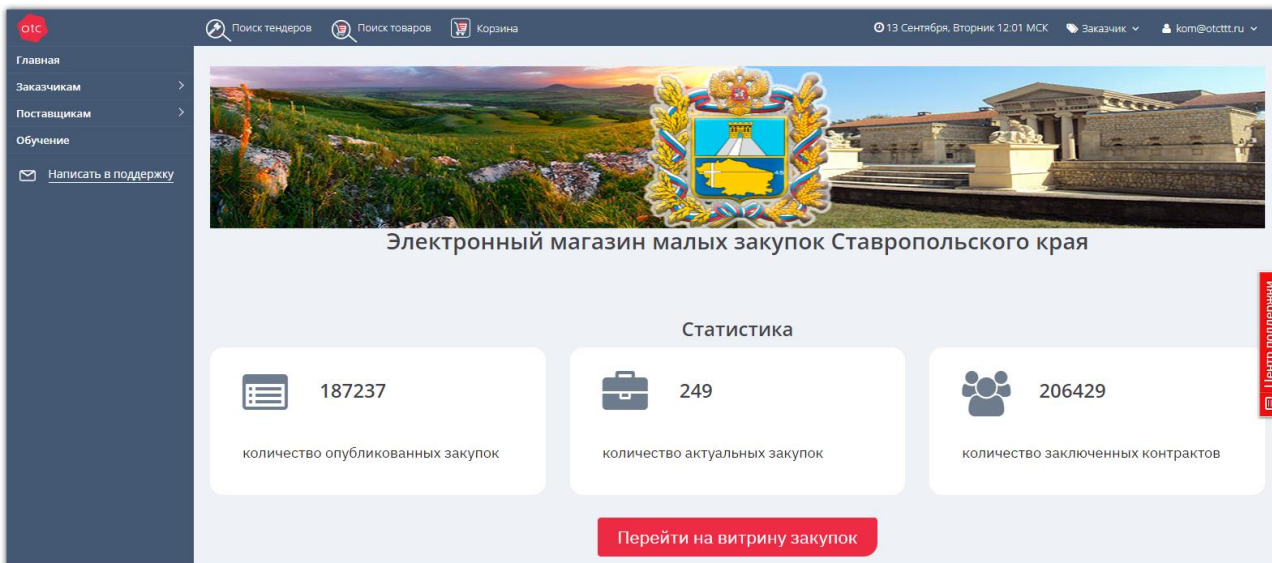 otc
Поиск тендеров
Поиск товаров
Корзина
13 Сентября, Вторник 12:01 МСК
Заказчик
kom@otcttt.ru
Главная
Заказчикам
Поставщикам
Обучение
Написать в поддержку
Электронный магазин малых закупок Ставропольского края
Статистика
187237
количество опубликованных закупок
249
количество актуальных закупок
206429
количество заключенных контрактов
Перейти на витрину закупок
Центр поддержки